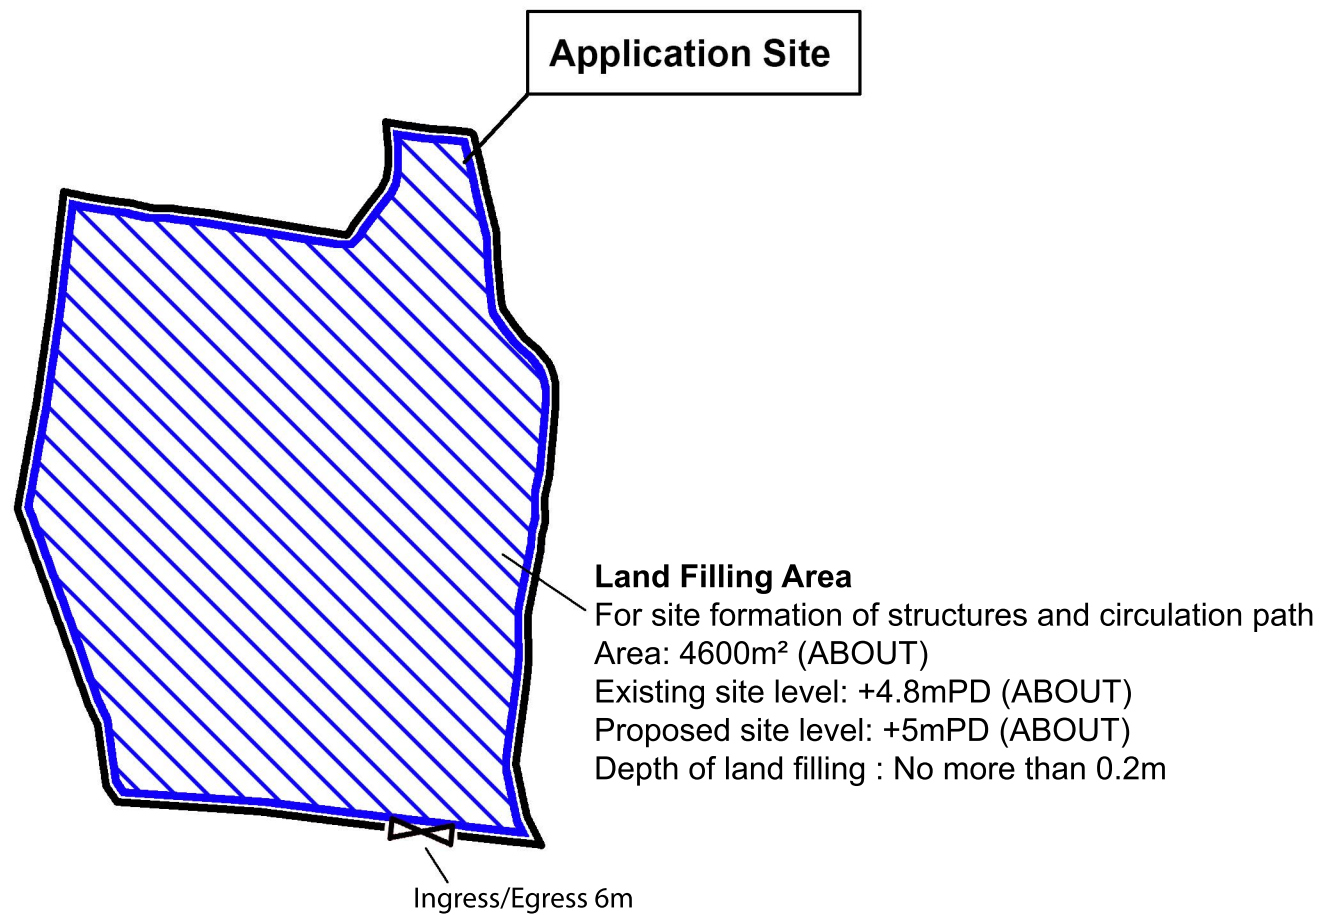 Application Site
Land Filling Area
For site formation of structures and circulation path
Area: 4600m² (ABOUT)
Existing site level: +4.8mPD (ABOUT)
Proposed site level: +5mPD (ABOUT)
Depth of land filling : No more than 0.2m
Ingress/Egress 6m